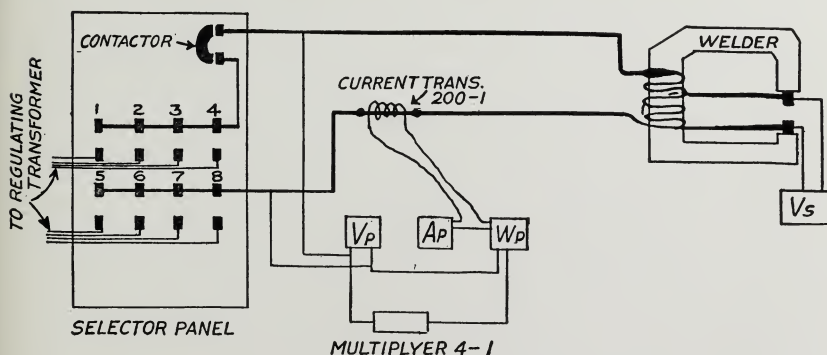 CONTACTOR
WELDER
CURRENT TRANS.
200-1
TO REGULATING
TRANSFORMER
1 2 3 4
5 6 7 8
Vp
Ap
Wp
Vs
SELECTOR PANEL
MULTIPLYER 4-1